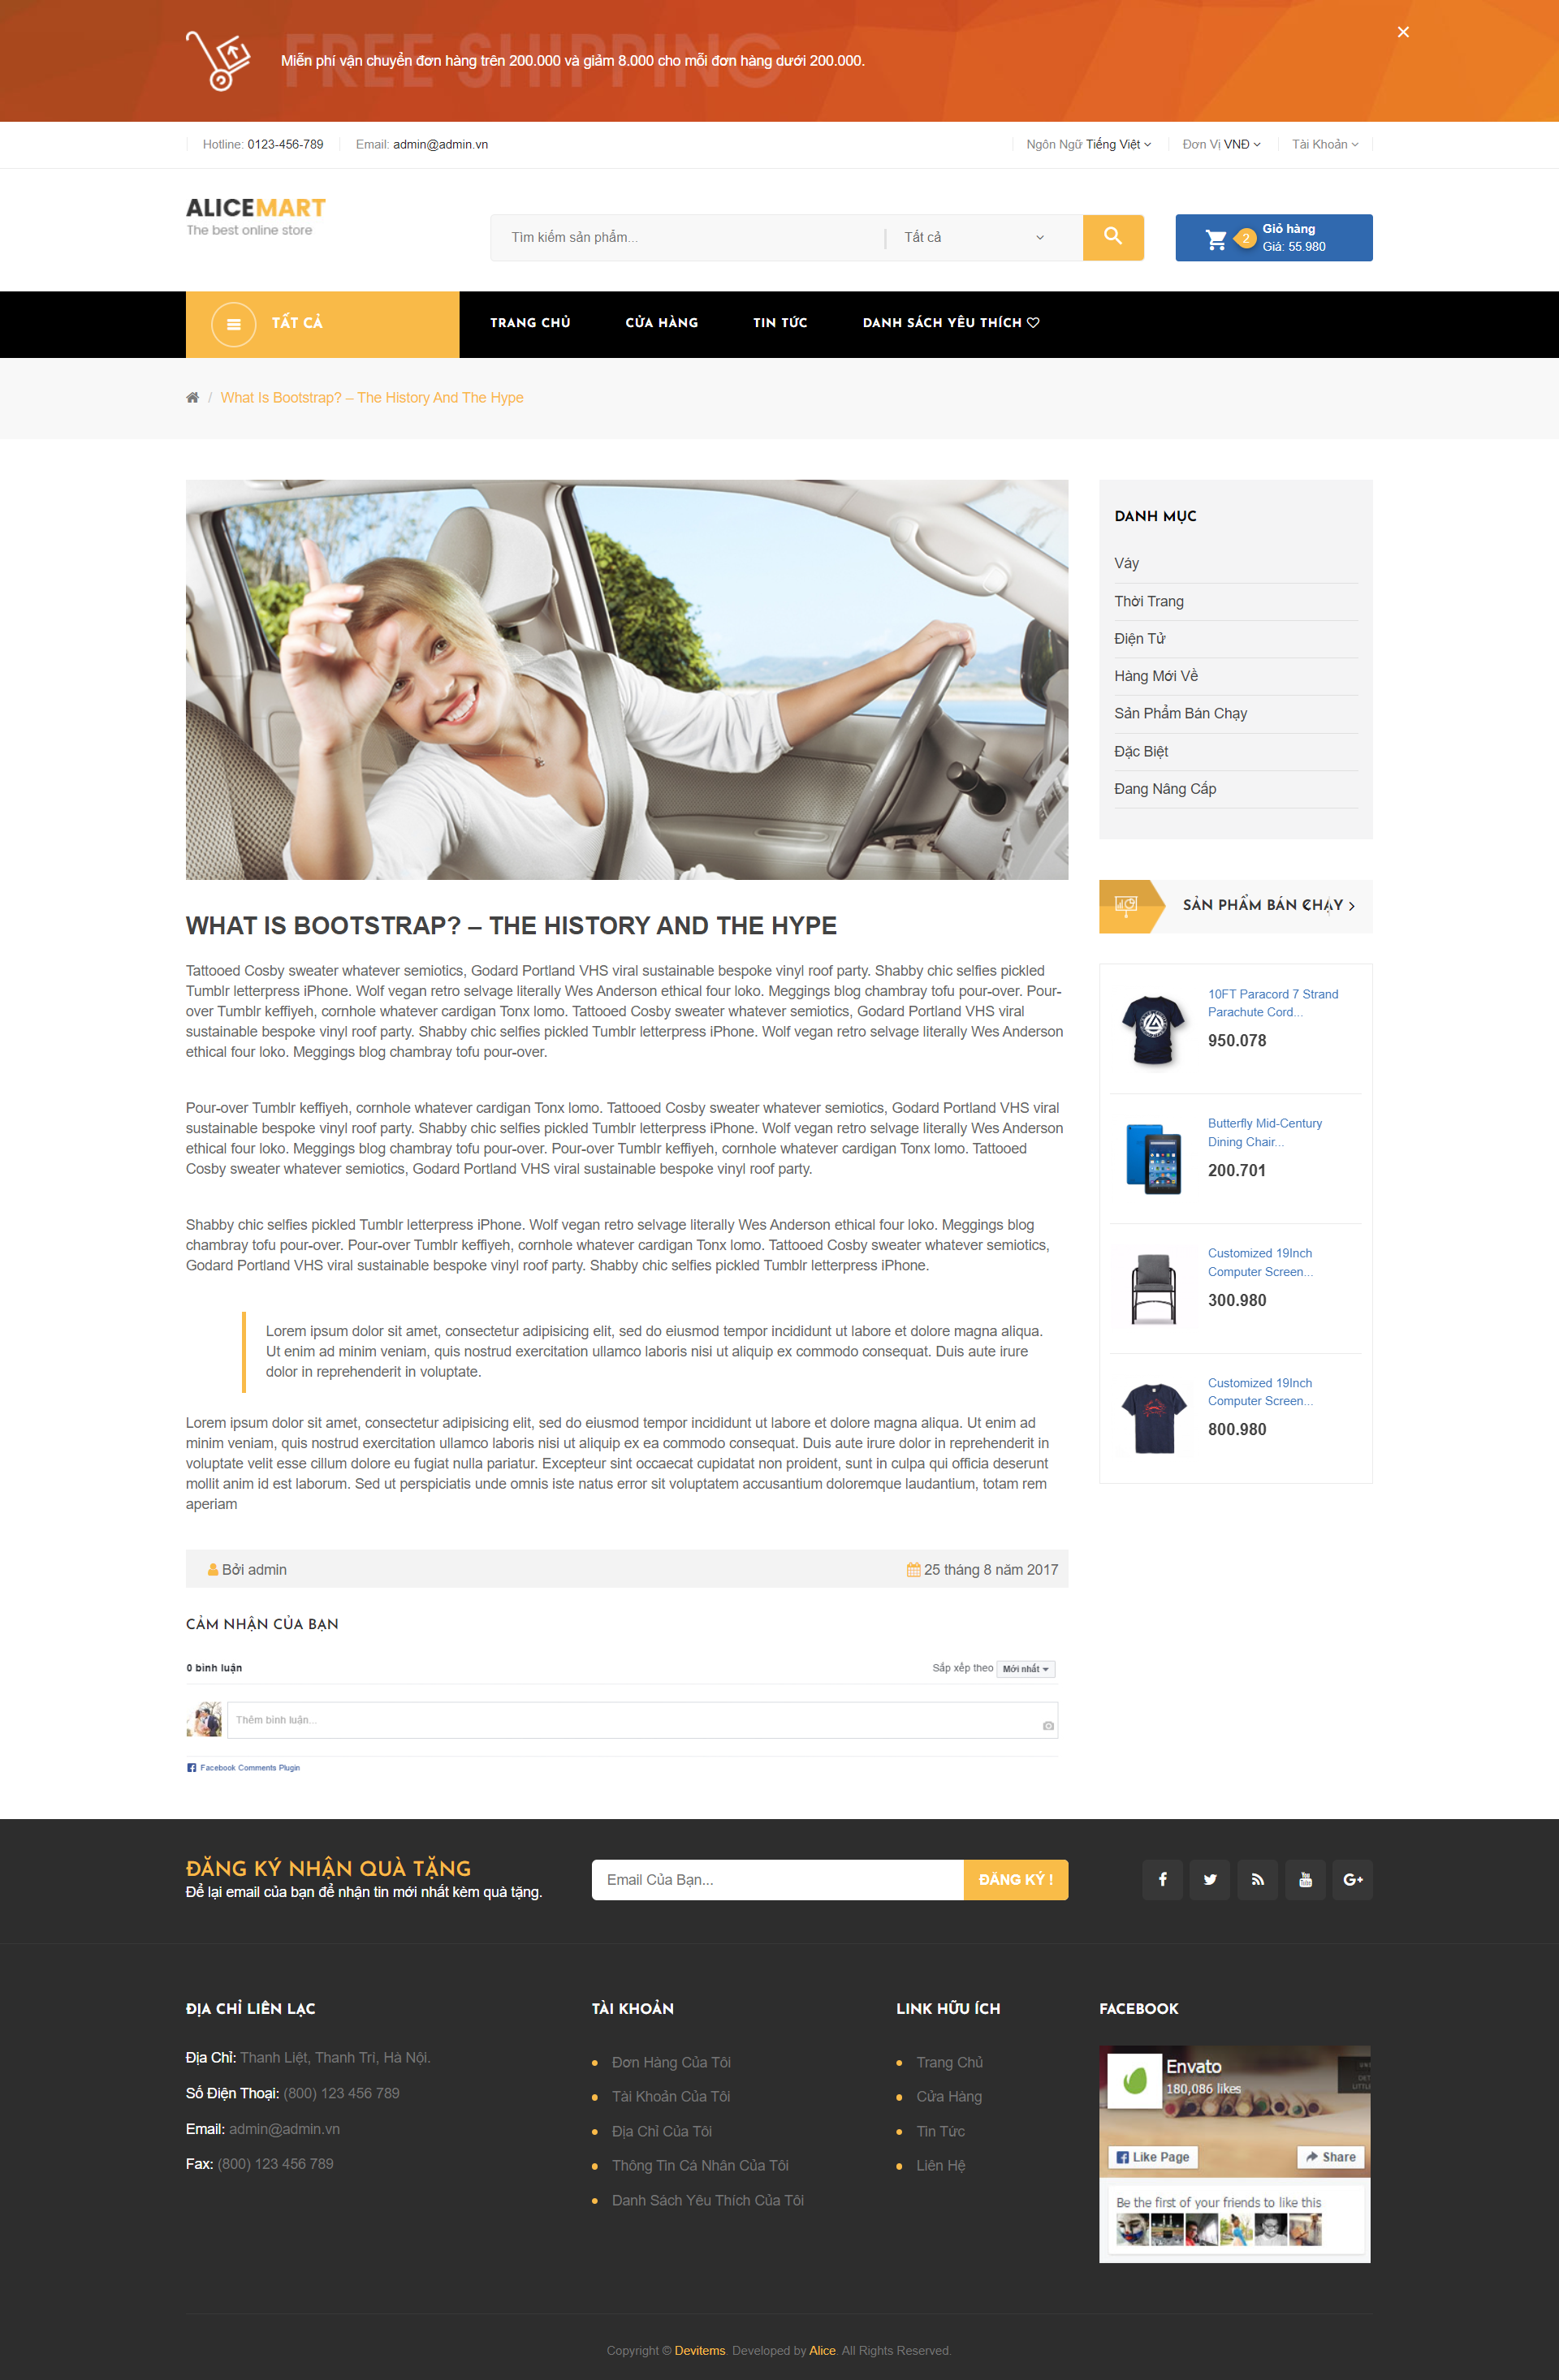 FREE SHIPPING
Miễn phí vận chuyển đơn hàng trên 200.000 và giảm 8.000 cho mỗi đơn hàng dưới 200.000.
Hotline: 0123-456-789
Email: admin@admin.vn
Ngôn Ngữ Tiếng Việt
Đơn Vị VNĐ
Tài Khoản
ALICEMART
The best online store
Tìm kiếm sản phẩm...
Tất cả
2
Giỏ hàng
Giá: 55.980
TẤT CẢ
TRANG CHỦ
CỬA HÀNG
TIN TỨC
DANH SÁCH YÊU THÍCH
/ What Is Bootstrap? – The History And The Hype
DANH MỤC
Váy
Thời Trang
Điện Tử
Hàng Mới Về
Sản Phẩm Bán Chạy
Đặc Biệt
Đang Nâng Cấp
WHAT IS BOOTSTRAP? – THE HISTORY AND THE HYPE
Tattooed Cosby sweater whatever semiotics, Godard Portland VHS viral sustainable bespoke vinyl roof party. Shabby chic selfies pickled
Tumblr letterpress iPhone. Wolf vegan retro selvage literally Wes Anderson ethical four loko. Meggings blog chambray tofu pour-over. Pour-
over Tumblr keffiyeh, cornhole whatever cardigan Tonx lomo. Tattooed Cosby sweater whatever semiotics, Godard Portland VHS viral
sustainable bespoke vinyl roof party. Shabby chic selfies pickled Tumblr letterpress iPhone. Wolf vegan retro selvage literally Wes Anderson
ethical four loko. Meggings blog chambray tofu pour-over.
Pour-over Tumblr keffiyeh, cornhole whatever cardigan Tonx lomo. Tattooed Cosby sweater whatever semiotics, Godard Portland VHS viral
sustainable bespoke vinyl roof party. Shabby chic selfies pickled Tumblr letterpress iPhone. Wolf vegan retro selvage literally Wes Anderson
ethical four loko. Meggings blog chambray tofu pour-over. Pour-over Tumblr keffiyeh, cornhole whatever cardigan Tonx lomo. Tattooed
Cosby sweater whatever semiotics, Godard Portland VHS viral sustainable bespoke vinyl roof party.
Shabby chic selfies pickled Tumblr letterpress iPhone. Wolf vegan retro selvage literally Wes Anderson ethical four loko. Meggings blog
chambray tofu pour-over. Pour-over Tumblr keffiyeh, cornhole whatever cardigan Tonx lomo. Tattooed Cosby sweater whatever semiotics,
Godard Portland VHS viral sustainable bespoke vinyl roof party. Shabby chic selfies pickled Tumblr letterpress iPhone.
Lorem ipsum dolor sit amet, consectetur adipisicing elit, sed do eiusmod tempor incididunt ut labore et dolore magna aliqua.
Ut enim ad minim veniam, quis nostrud exercitation ullamco laboris nisi ut aliquip ex commodo consequat. Duis aute irure
dolor in reprehenderit in voluptate.
Lorem ipsum dolor sit amet, consectetur adipisicing elit, sed do eiusmod tempor incididunt ut labore et dolore magna aliqua. Ut enim ad
minim veniam, quis nostrud exercitation ullamco laboris nisi ut aliquip ex ea commodo consequat. Duis aute irure dolor in reprehenderit in
voluptate velit esse cillum dolore eu fugiat nulla pariatur. Excepteur sint occaecat cupidatat non proident, sunt in culpa qui officia deserunt
mollit anim id est laborum. Sed ut perspiciatis unde omnis iste natus error sit voluptatem accusantium doloremque laudantium, totam rem
aperiam
SẢN PHẨM BÁN CHẠY
10FT Paracord 7 Strand
Parachute Cord...
950.078
Butterfly Mid-Century
Dining Chair...
200.701
Customized 19Inch
Computer Screen...
300.980
Customized 19Inch
Computer Screen...
800.980
Bởi admin
25 tháng 8 năm 2017
CẢM NHẬN CỦA BẠN
0 bình luận
Sắp xếp theo Mới nhất
Thêm bình luận...
Facebook Comments Plugin
ĐĂNG KÝ NHẬN QUÀ TẶNG
Để lại email của bạn để nhận tin mới nhất kèm quà tặng.
Email Của Bạn...
ĐĂNG KÝ !
ĐỊA CHỈ LIÊN LẠC
Địa Chỉ: Thanh Liệt, Thanh Trì, Hà Nội.
Số Điện Thoại: (800) 123 456 789
Email: admin@admin.vn
Fax: (800) 123 456 789
TÀI KHOẢN
Đơn Hàng Của Tôi
Tài Khoản Của Tôi
Địa Chỉ Của Tôi
Thông Tin Cá Nhân Của Tôi
Danh Sách Yêu Thích Của Tôi
LINK HỮU ÍCH
Trang Chủ
Cửa Hàng
Tin Tức
Liên Hệ
FACEBOOK
Envato
180,086 likes
Like Page
Share
Be the first of your friends to like this
Copyright © Devitems. Developed by Alice. All Rights Reserved.